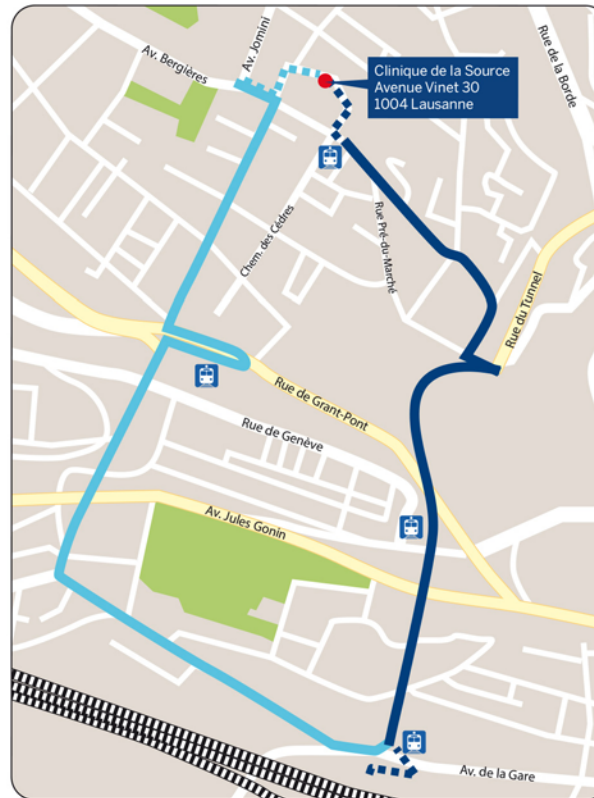 Av. Jomini
Av. Bergières
Rue de la Borde
Clinique de la Source
Avenue Vinet 30
1004 Lausanne
Chem. des Cédres
Rue Pré-du-Marché
Rue du Tunnel
Rue de Grant-Pont
Rue de Genève
Av. Jules Gonin
Av. de la Gare